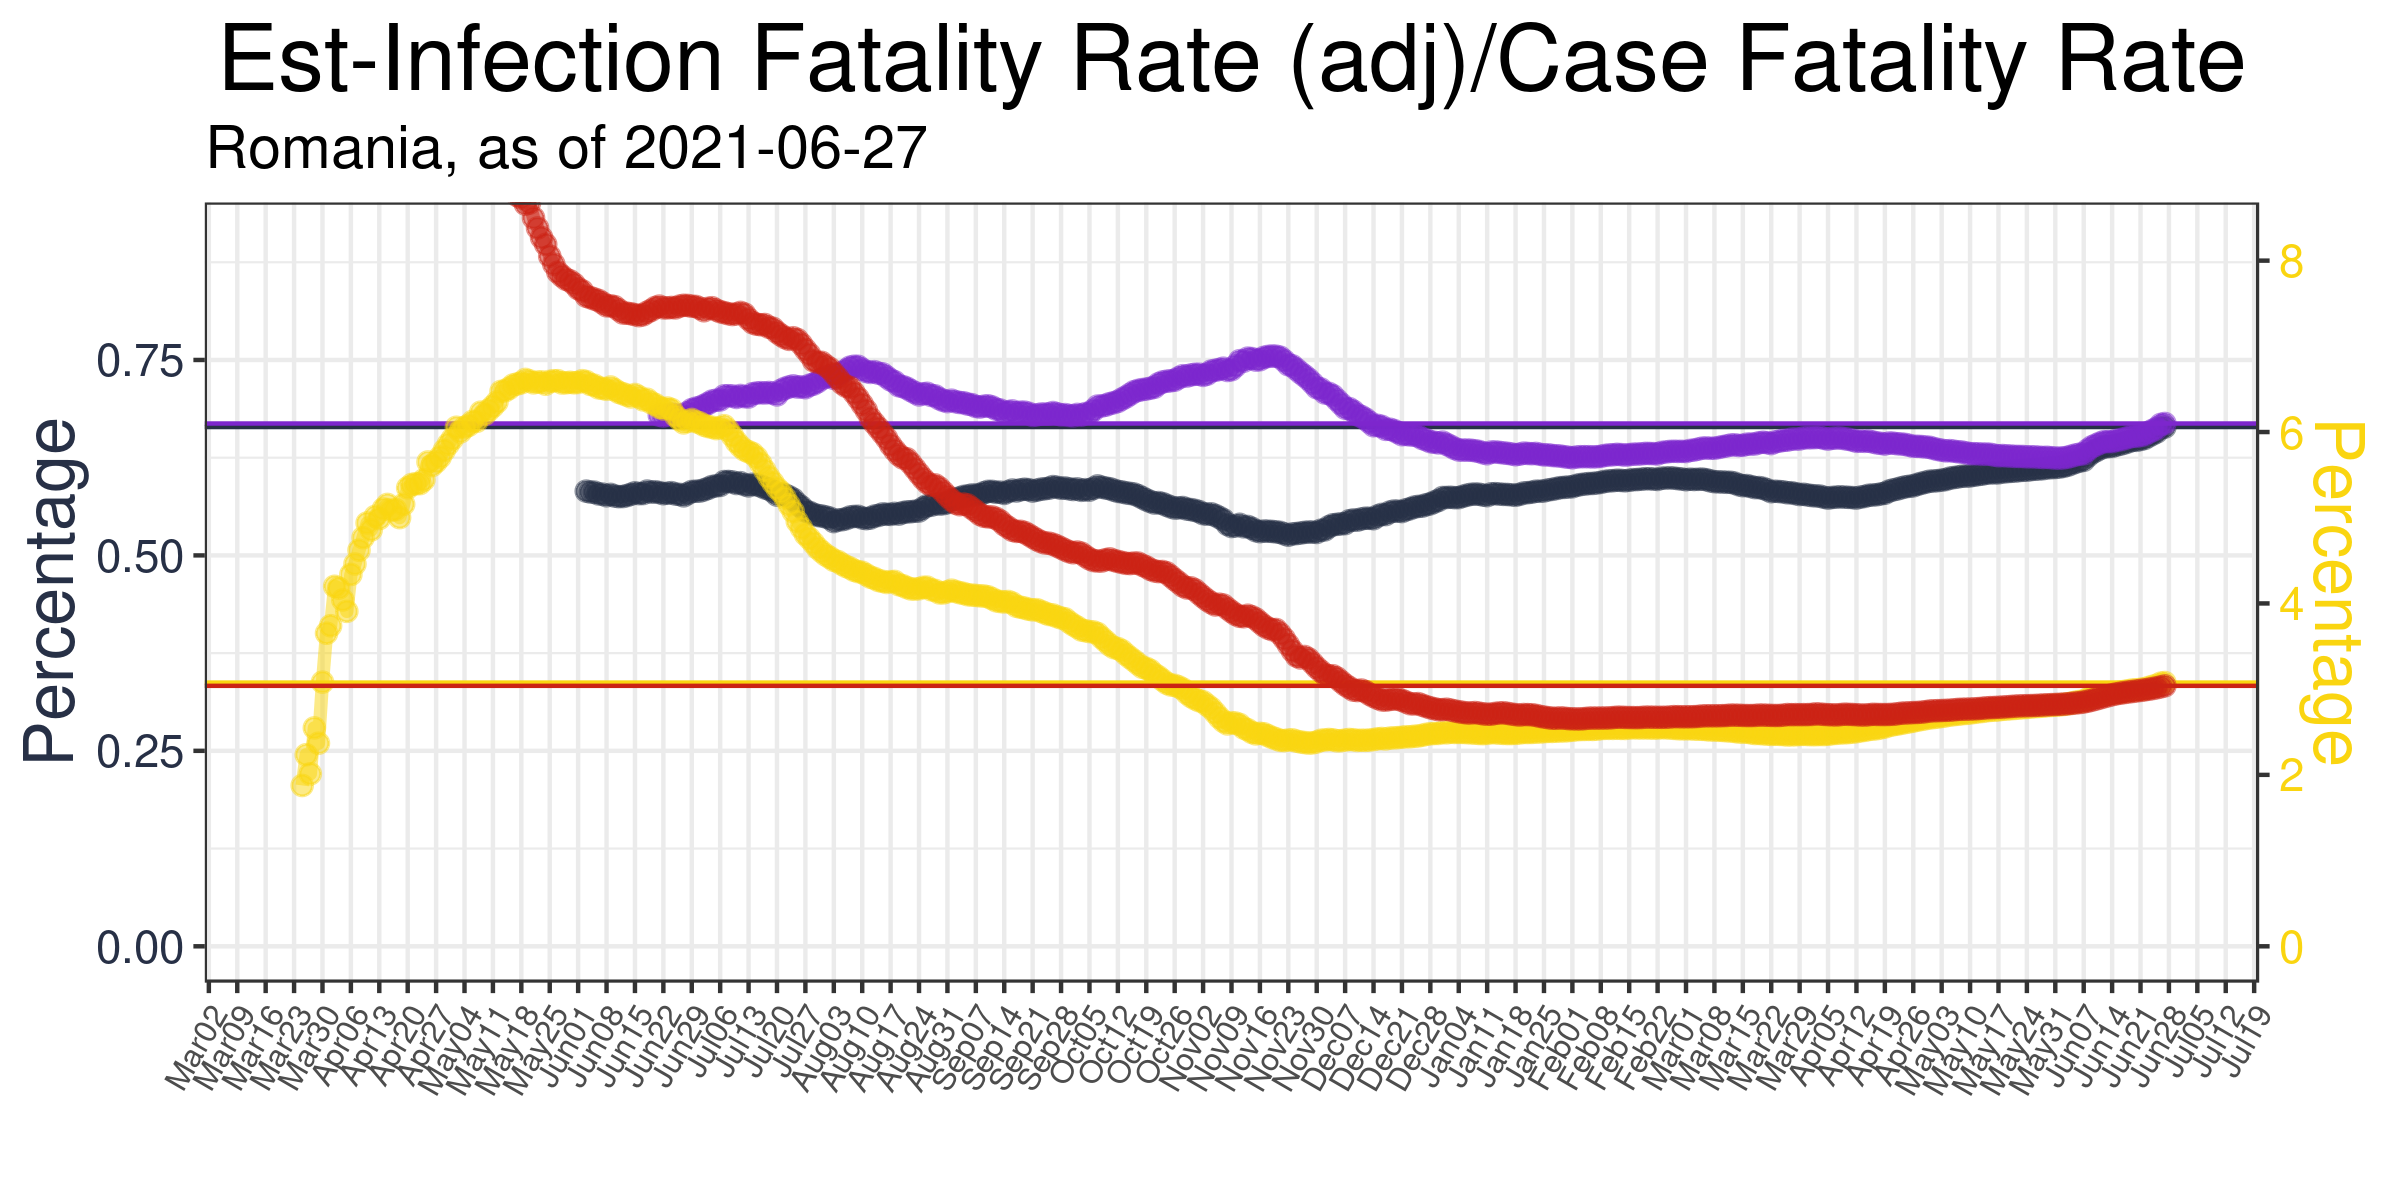 Est-Infection Fatality Rate (adj)/Case Fatality Rate
Romania, as of 2021-06-27
Percentage
0.75
0.50
0.25
0.00
8
6
4
2
0
Percentage
Mar02
Mar09
Mar16
Mar23
Mar30
Apr06
Apr13
Apr20
Apr27
May04
May11
May18
May25
Jun01
Jun08
Jun15
Jun22
Jun29
Jul06
Jul13
Jul20
Jul27
Aug03
Aug10
Aug17
Aug24
Aug31
Sep07
Sep14
Sep21
Sep28
Oct05
Oct12
Oct19
Oct26
Nov02
Nov09
Nov16
Nov23
Nov30
Dec07
Dec14
Dec21
Dec28
Jan04
Jan11
Jan18
Jan25
Feb01
Feb08
Feb15
Feb22
Mar01
Mar08
Mar15
Mar22
Mar29
Apr05
Apr12
Apr19
Apr26
May03
May10
May17
May24
May31
Jun07
Jun14
Jun21
Jun28
Jul05
Jul12
Jul19